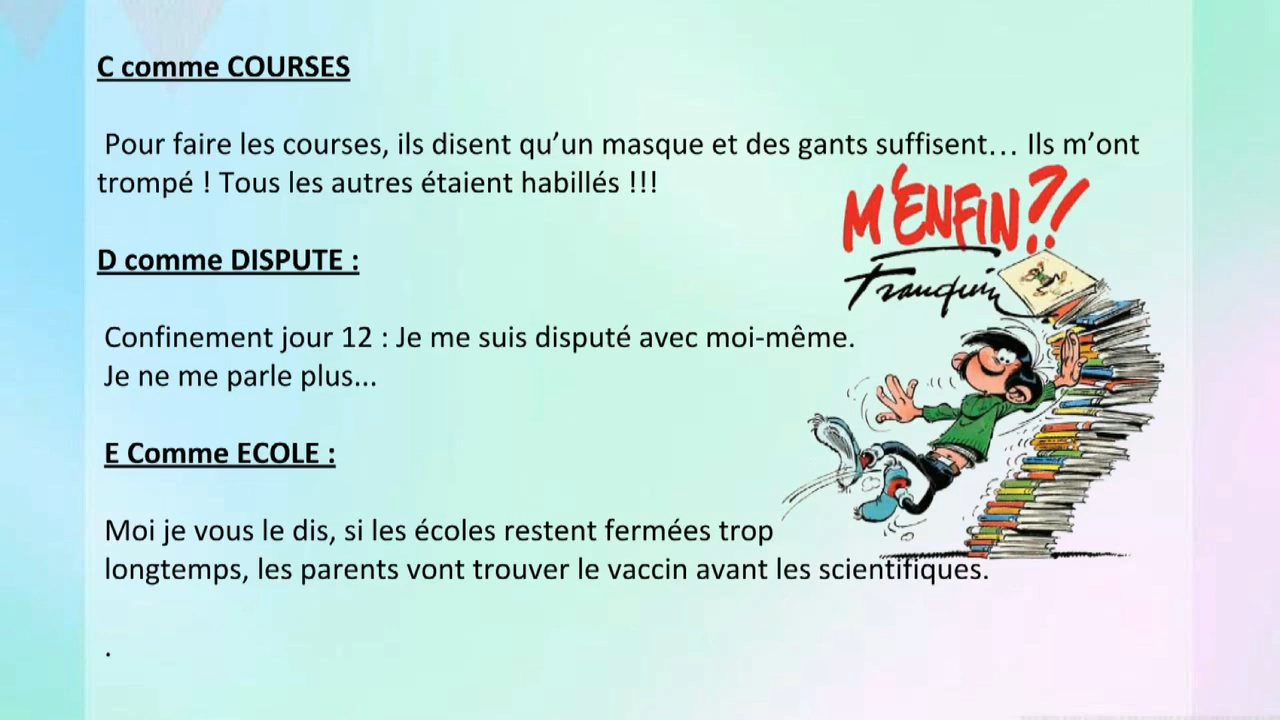 C comme COURSES
Pour faire les courses, ils disent qu’un masque et des gants suffisent… Ils m’ont
trompé ! Tous les autres étaient habillés !!!
M'ENFIN?!
Franquin
D comme DISPUTE :
Confinement jour 12 : Je me suis disputé avec moi-même.
Je ne me parle plus...
E Comme ECOLE :
Moi je vous le dis, si les écoles restent fermées trop
longtemps, les parents vont trouver le vaccin avant les scientifiques.
.